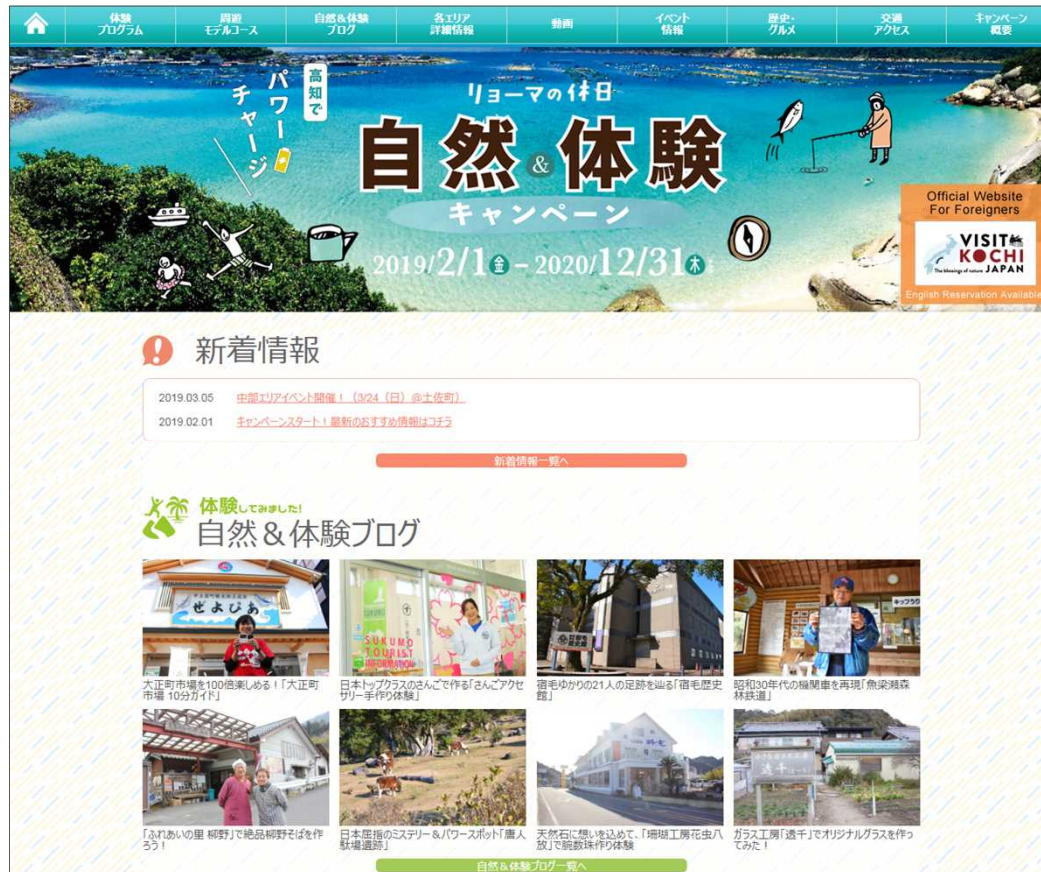 体験
プログラム
周遊
モデルコース
自然&体験
ブログ
各エリア
詳細情報
動画
イベント
情報
歴史・
グルメ
交通
アクセス
キャンペーン
概要
高知で
パワー
チャージ
リョーマの休日
自然&体験
キャンペーン
2019/2/1金－2020/12/31木
Official Website
For Foreigners
VISIT
KOCHI
The blessings of nature JAPAN
English Reservation Available
新着情報
2019.03.05 中部エリアイベント開催！（3/24（日）@土佐町）
2019.02.01 キャンペーンスタート！最新のおすすめ情報はコチラ
新着情報一覧へ
体験してみました!
自然＆体験ブログ
ぜよぴあ
SUKUMO
TOURIST
INFORMATION
大正町市場を100倍楽しめる！「大正町
市場 10分ガイド」
日本トップクラスのさんごで作る「さんごアクセ
サリー手作り体験」
宿毛ゆかりの21人の足跡を辿る「宿毛歴史
館」
昭和30年代の機関車を再現「魚梁瀬森
林鉄道」
透千
「ふれあいの里 柳野」で絶品柳野そばを作
ろう！
日本屈指のミステリー＆パワースポット「唐人
駄場遺跡」
天然石に想いを込めて、「珊瑚工房花虫八
放」で腕数珠作り体験
ガラス工房「透千」でオリジナルグラスを作っ
てみた！
自然&体験ブログ一覧へ